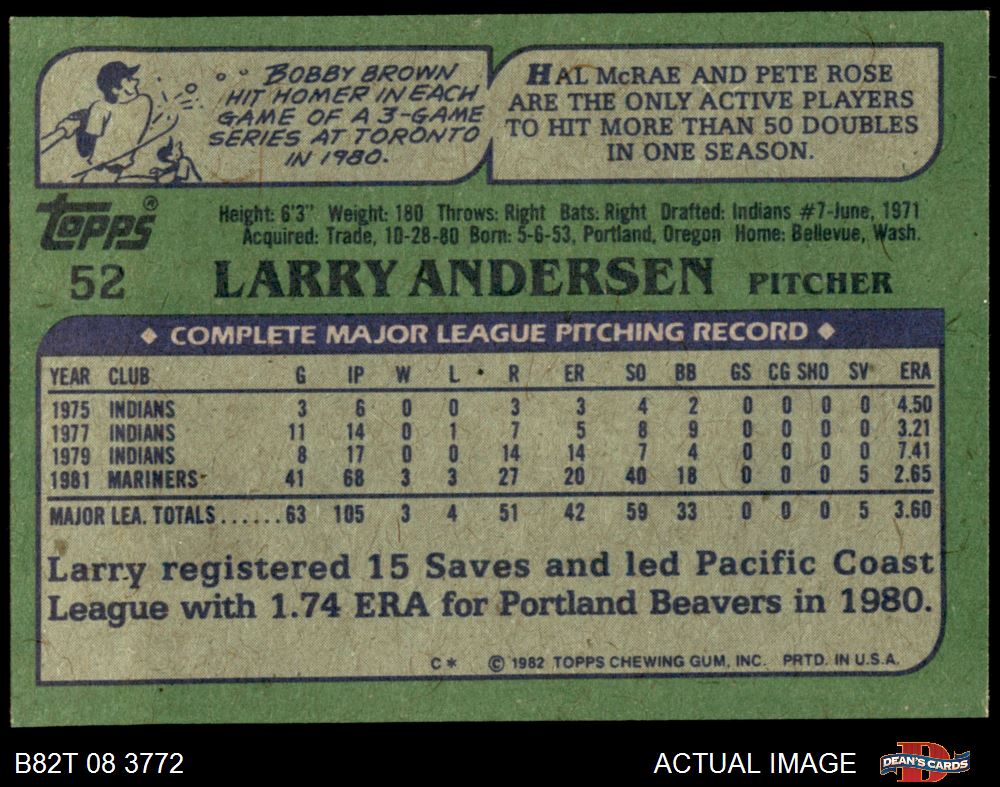 BOBBY BROWN
HIT HOMER IN EACH
GAME OF A 3-GAME
SERIES AT TORONTO
IN 1980.
HAL McRAE AND PETE ROSE
ARE THE ONLY ACTIVE PLAYERS
TO HIT MORE THAN 50 DOUBLES
IN ONE SEASON.
TOPPS®
Height: 6'3" Weight: 180 Throws: Right Bats: Right Drafted: Indians #7-June, 1971
Acquired: Trade, 10-28-80 Born: 5-6-53, Portland, Oregon Home: Bellevue, Wash.
52 LARRY ANDERSEN PITCHER
◆ COMPLETE MAJOR LEAGUE PITCHING RECORD ◆
YEAR CLUB G IP W L R ER SO BB GS CG SHO SV ERA
1975 INDIANS 3 6 0 0 3 3 4 2 0 0 0 0 4.50
1977 INDIANS 11 14 0 1 7 5 8 9 0 0 0 0 3.21
1979 INDIANS 8 17 0 0 14 14 7 4 0 0 0 0 7.41
1981 MARINERS 41 68 3 3 27 20 40 18 0 0 0 5 2.65
MAJOR LEA. TOTALS......63 105 3 4 51 42 59 33 0 0 0 5 3.60
Larry registered 15 Saves and led Pacific Coast
League with 1.74 ERA for Portland Beavers in 1980.
C* © 1982 TOPPS CHEWING GUM, INC. PRTD. IN U.S.A.
B82T 08 3772 ACTUAL IMAGE DEAN'S CARDS